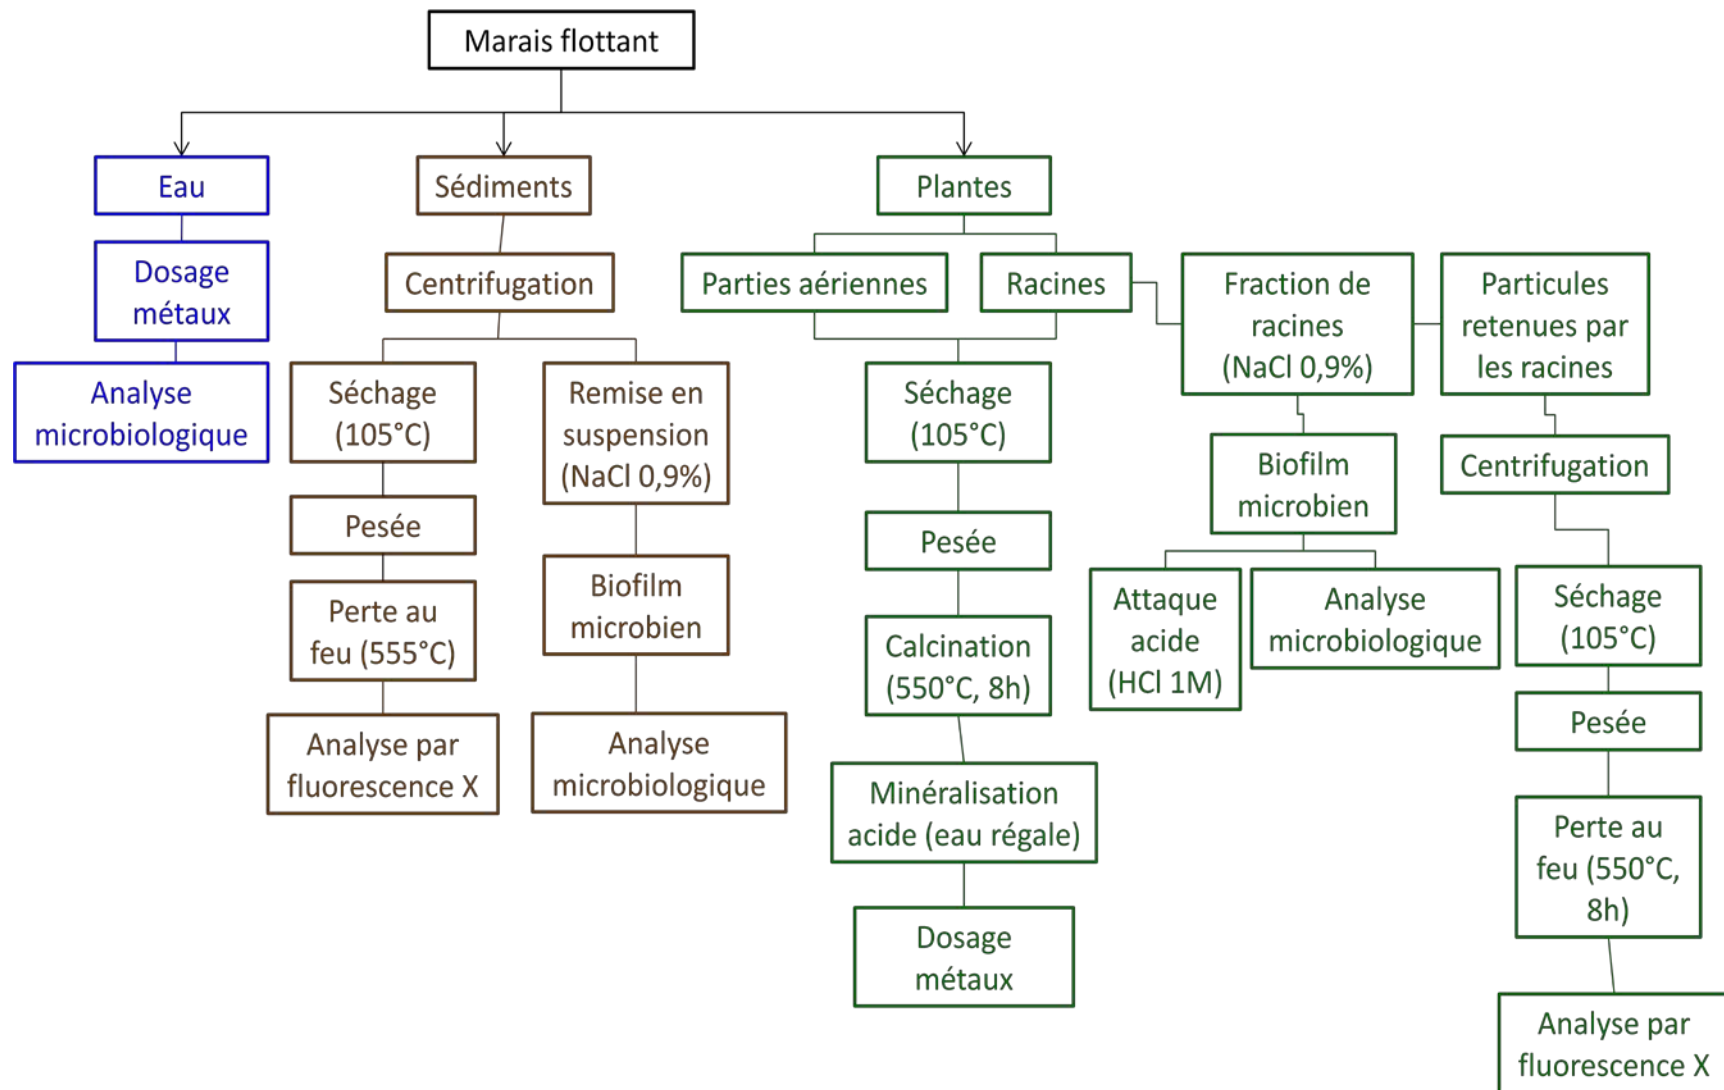 Marais flottant
Eau
Dosage
métaux
Analyse
microbiologique
Sédiments
Centrifugation
Séchage
(105°C)
Pesée
Perte au
feu (555°C)
Analyse par
fluorescence X
Remise en
suspension
(NaCl 0,9%)
Biofilm
microbien
Analyse
microbiologique
Plantes
Parties aériennes
Racines
Séchage
(105°C)
Pesée
Calcination
(550°C, 8h)
Minéralisation
acide (eau régale)
Dosage
métaux
Fraction de
racines
(NaCl 0,9%)
Biofilm
microbien
Attaque
acide
(HCl 1M)
Analyse
microbiologique
Particules
retenues par
les racines
Centrifugation
Séchage
(105°C)
Pesée
Perte au
feu (550°C,
8h)
Analyse par
fluorescence X